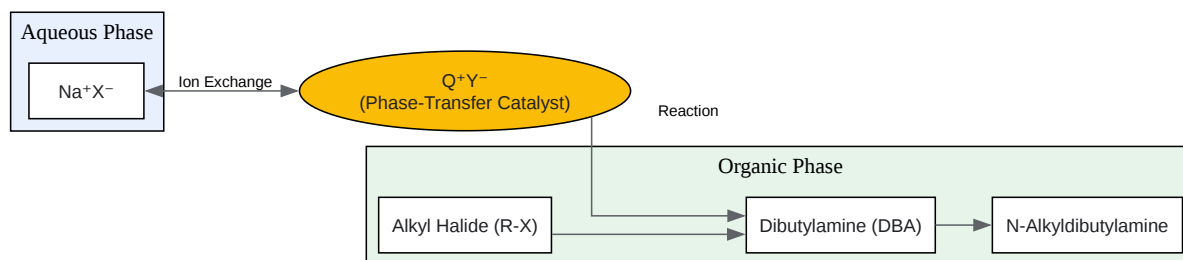 Aqueous Phase
Na⁺X⁻
Ion Exchange
Q⁺Y⁻
(Phase-Transfer Catalyst)
Reaction
Organic Phase
Alkyl Halide (R-X)
Dibutylamine (DBA)
N-Alkyldibutylamine